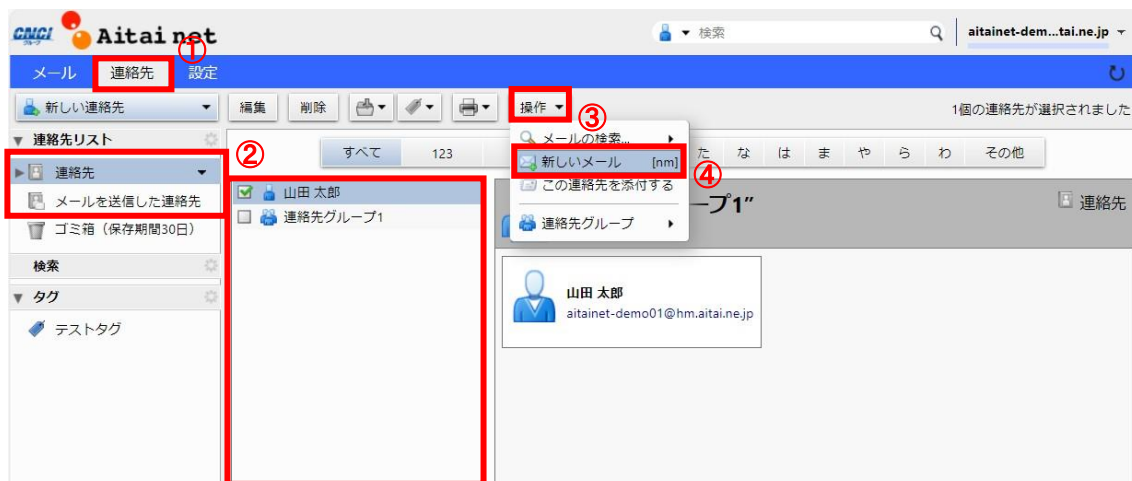 CNCI グループ Aitai net
検索
aitainet-dem...tai.ne.jp
①
メール 連絡先 設定
新しい連絡先 編集 削除 操作 1個の連絡先が選択されました
③
連絡先リスト
メールの検索...
②
すべて 123 た な は ま や ら わ その他
新しいメール [nm]
④
連絡先
この連絡先を添付する
メールを送信した連絡先
山田 太郎
ープ1"
連絡先
ゴミ箱（保存期間30日）
連絡先グループ1
連絡先グループ
検索
タグ
山田 太郎
aitainet-demo01@hm.aitai.ne.jp
テストタグ